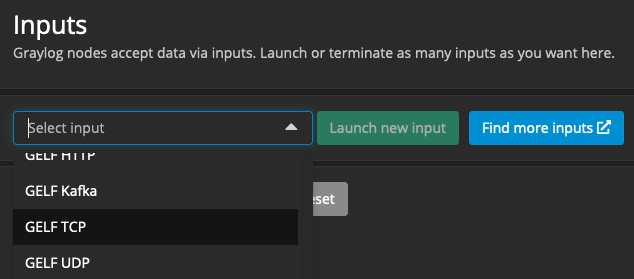 Inputs
Graylog nodes accept data via inputs. Launch or terminate as many inputs as you want here.
Select input
Launch new input
Find more inputs
GELF HTTP
GELF Kafka
GELF TCP
GELF UDP